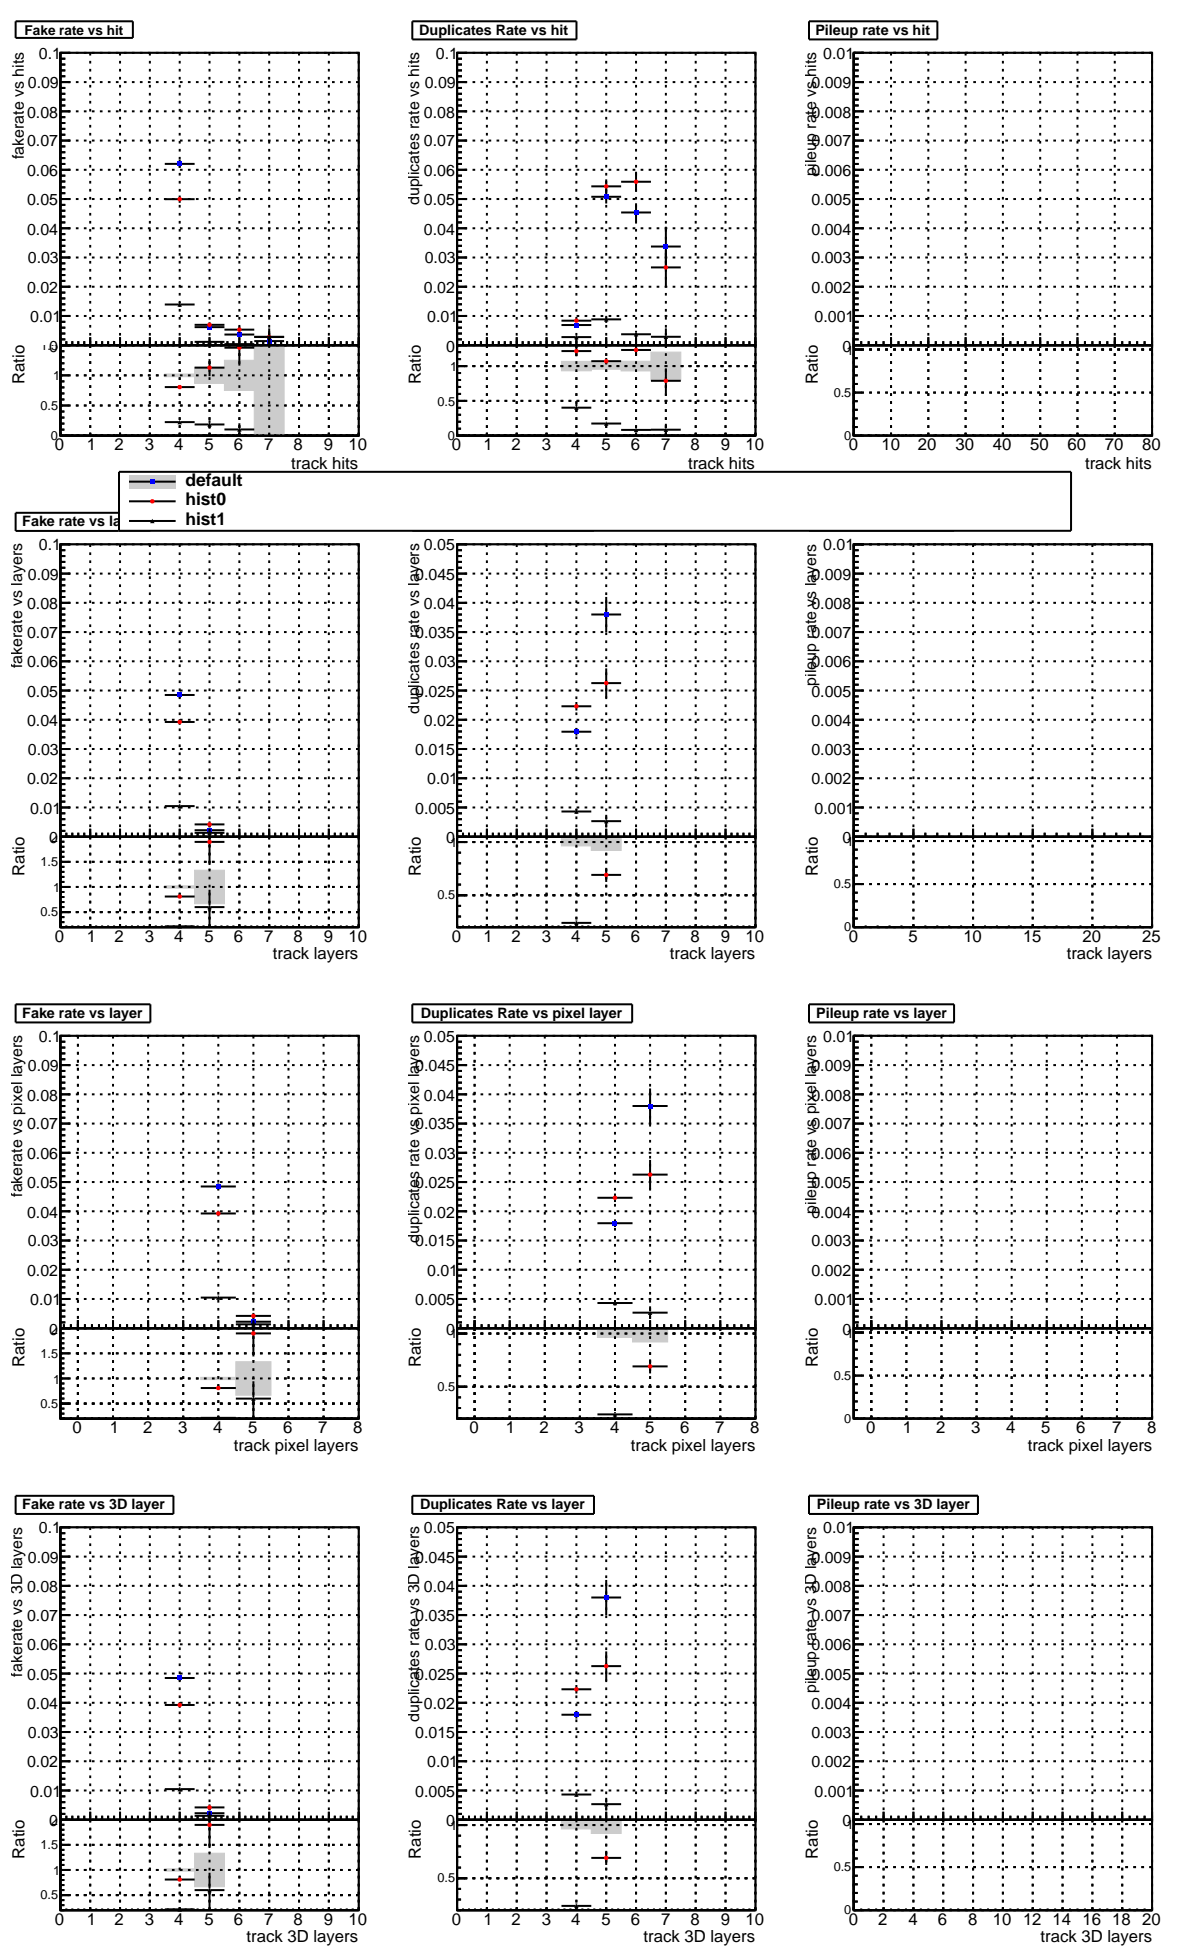 Fake rate vs hit
Duplicates Rate vs hit
Pileup rate vs hit
fakerate vs hits
0.1
0.09
0.08
0.07
0.06
0.05
0.04
0.03
0.02
0.01
Ratio
1
0.5
0
0 1 2 3 4 5 6 7 8 9 10
track hits
duplicates rate vs hits
0.1
0.09
0.08
0.07
0.06
0.05
0.04
0.03
0.02
0.01
0
Ratio
1
0.5
0
0 1 2 3 4 5 6 7 8 9 10
track hits
pileup rate vs hits
0.01
0.009
0.008
0.007
0.006
0.005
0.004
0.003
0.002
0.001
0
Ratio
1
0.5
0
0 10 20 30 40 50 60 70 80
track hits
default
hist0
hist1
Fake rate vs la
fakerate vs layers
0.1
0.09
0.08
0.07
0.06
0.05
0.04
0.03
0.02
0.01
Ratio
1.5
1
0.5
0 1 2 3 4 5 6 7 8 9 10
track layers
duplicates rate vs layers
0.05
0.045
0.04
0.035
0.03
0.025
0.02
0.015
0.01
0.005
0
Ratio
1
0.5
0 1 2 3 4 5 6 7 8 9 10
track layers
pileup rate vs layers
0.01
0.009
0.008
0.007
0.006
0.005
0.004
0.003
0.002
0.001
0
Ratio
1
0.5
0
0 5 10 15 20 25
track layers
Fake rate vs layer
Duplicates Rate vs pixel layer
Pileup rate vs layer
fakerate vs pixel layers
0.1
0.09
0.08
0.07
0.06
0.05
0.04
0.03
0.02
0.01
Ratio
1.5
1
0.5
0 1 2 3 4 5 6 7 8
track pixel layers
duplicates rate vs pixel layers
0.05
0.045
0.04
0.035
0.03
0.025
0.02
0.015
0.01
0.005
0
Ratio
1
0.5
0 1 2 3 4 5 6 7 8
track pixel layers
pileup rate vs pixel layers
0.01
0.009
0.008
0.007
0.006
0.005
0.004
0.003
0.002
0.001
0
Ratio
1
0.5
0
0 1 2 3 4 5 6 7 8
track pixel layers
Fake rate vs 3D layer
Duplicates Rate vs layer
Pileup rate vs 3D layer
fakerate vs 3D layers
0.1
0.09
0.08
0.07
0.06
0.05
0.04
0.03
0.02
0.01
Ratio
1.5
1
0.5
0 1 2 3 4 5 6 7 8 9 10
track 3D layers
duplicates rate vs 3D layers
0.05
0.045
0.04
0.035
0.03
0.025
0.02
0.015
0.01
0.005
0
Ratio
1
0.5
0 1 2 3 4 5 6 7 8 9 10
track 3D layers
pileup rate vs 3D layers
0.01
0.009
0.008
0.007
0.006
0.005
0.004
0.003
0.002
0.001
0
Ratio
1
0.5
0
0 2 4 6 8 10 12 14 16 18 20
track 3D layers